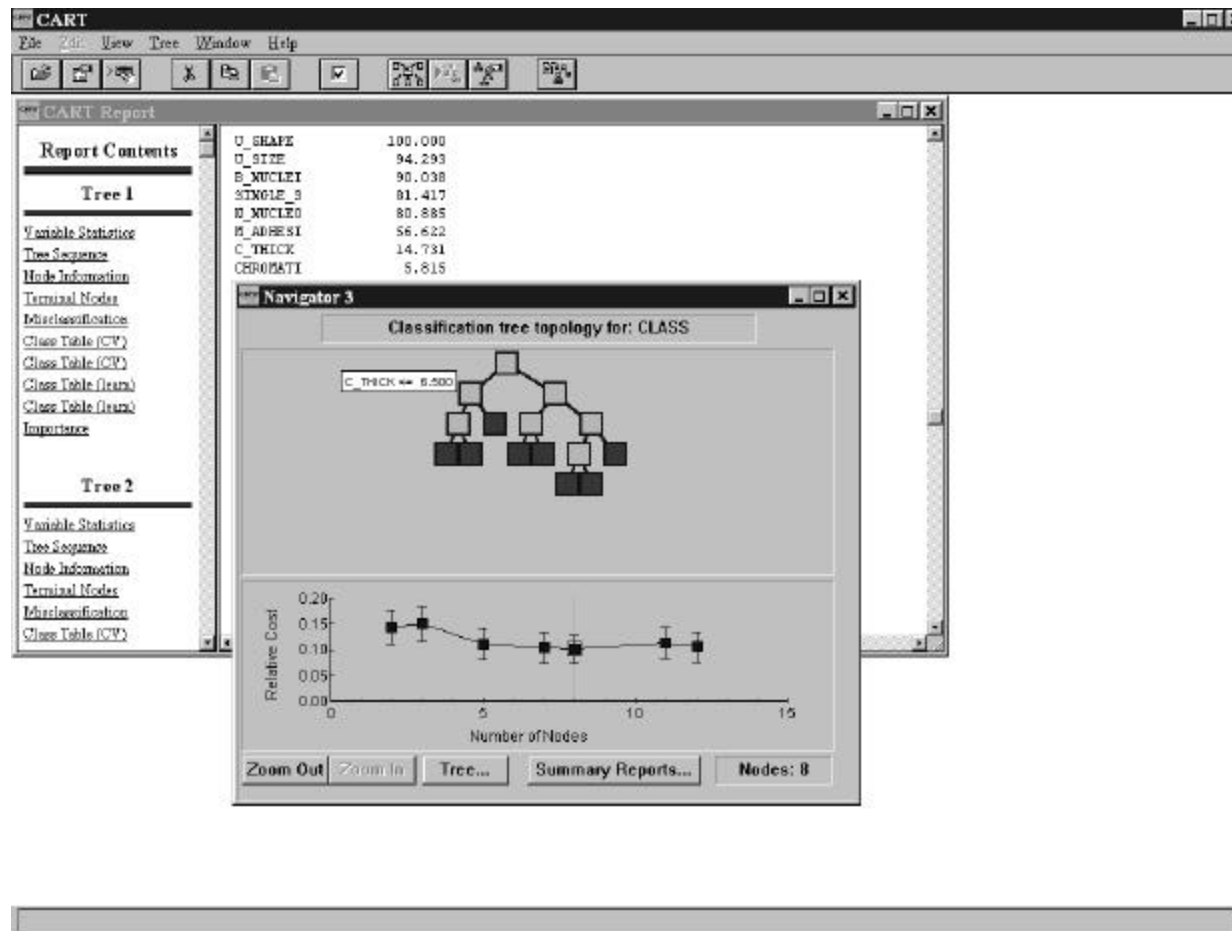 CART
File Edit View Tree Window Help
CART Report
Report Contents
Tree 1
Variable Statistics
Tree Sequence
Node Information
Terminal Nodes
Misclassification
Class Table (CV)
Class Table (CV)
Class Table (learn)
Class Table (learn)
Importance
Tree 2
Variable Statistics
Tree Sequence
Node Information
Terminal Nodes
Misclassification
Class Table (CV)
U_SHAPE 100.000
U_SIZE 94.293
B_NUCLEI 90.038
SINGLE_S 81.417
N_NUCLEO 80.885
M_ADHESI 56.622
C_THICK 14.731
CHROMATI 5.815
Navigator 3
Classification tree topology for: CLASS
C_THICK <= 6.500
Relative Cost
0.20
0.15
0.10
0.05
0.00
0 5 10 15
Number of Nodes
Zoom Out Zoom In Tree... Summary Reports... Nodes: 8